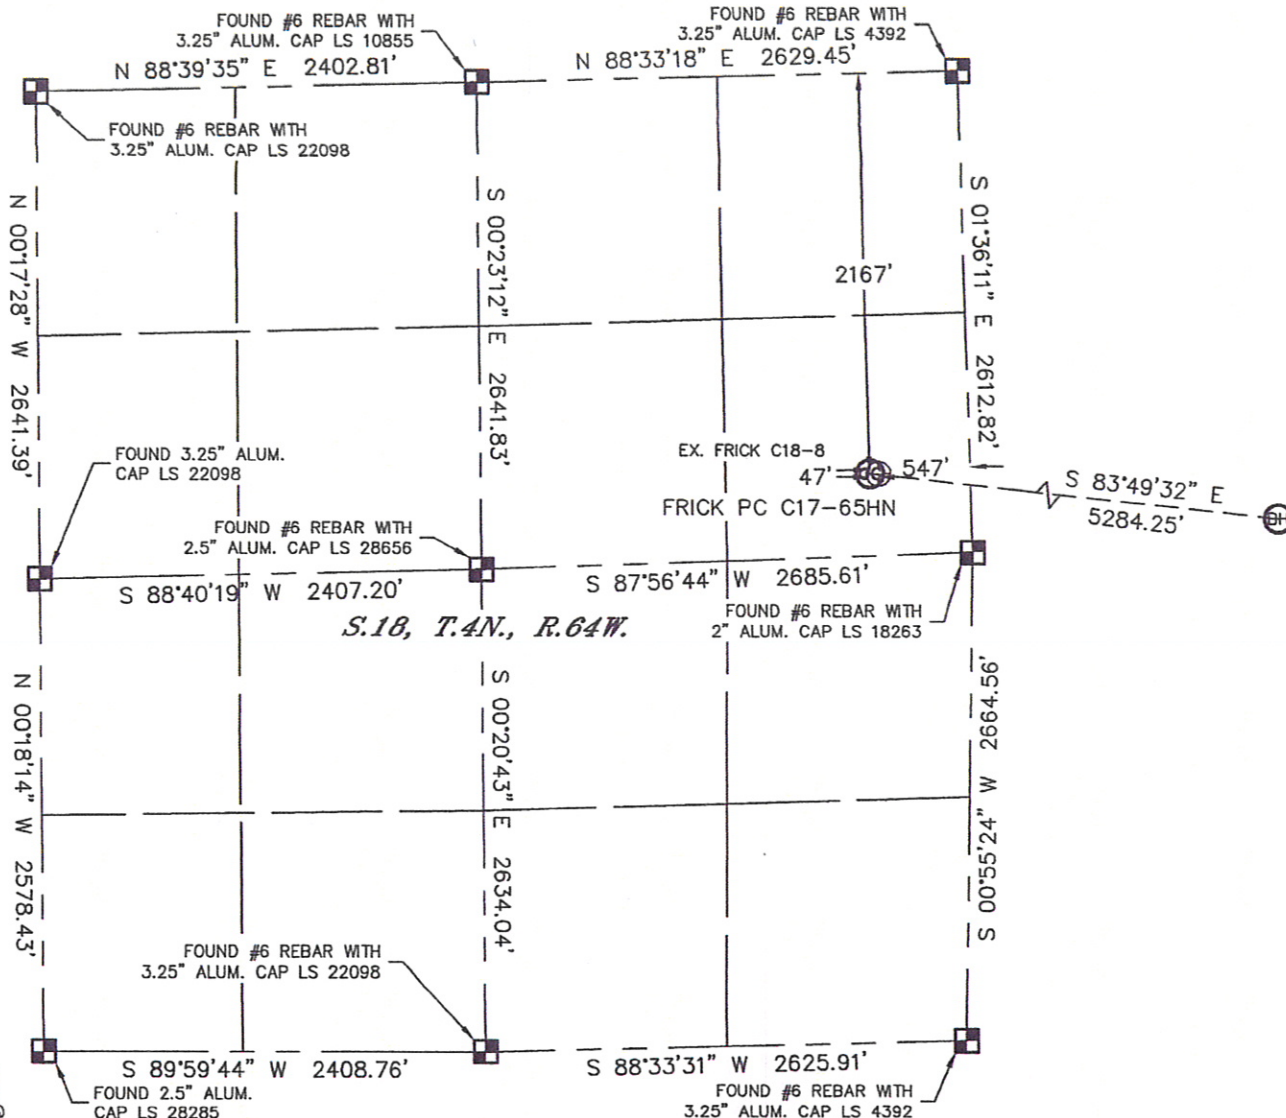 FOUND #6 REBAR WITH
3.25" ALUM. CAP LS 10855
FOUND #6 REBAR WITH
3.25" ALUM. CAP LS 4392
N 88°39'35" E 2402.81'
N 88°33'18" E 2629.45'
FOUND #6 REBAR WITH
3.25" ALUM. CAP LS 22098
N 00°17'28" W 2641.39'
S 00°23'12" E 2641.83'
2167'
S 01°36'11" E 2612.82'
FOUND 3.25" ALUM.
CAP LS 22098
EX. FRICK C18-8
47'
547'
FRICK PC C17-65HN
S 83°49'32" E
5284.25'
BH
FOUND #6 REBAR WITH
2.5" ALUM. CAP LS 28656
S 88°40'19" W 2407.20'
S 87°56'44" W 2685.61'
FOUND #6 REBAR WITH
2" ALUM. CAP LS 18263
S.18, T.4N., R.64W.
N 00°18'14" W 2578.43'
S 00°20'43" E 2634.04'
S 00°55'24" W 2664.56'
FOUND #6 REBAR WITH
3.25" ALUM. CAP LS 22098
S 89°59'44" W 2408.76'
S 88°33'31" W 2625.91'
FOUND 2.5" ALUM.
CAP LS 28285
FOUND #6 REBAR WITH
3.25" ALUM. CAP LS 4392